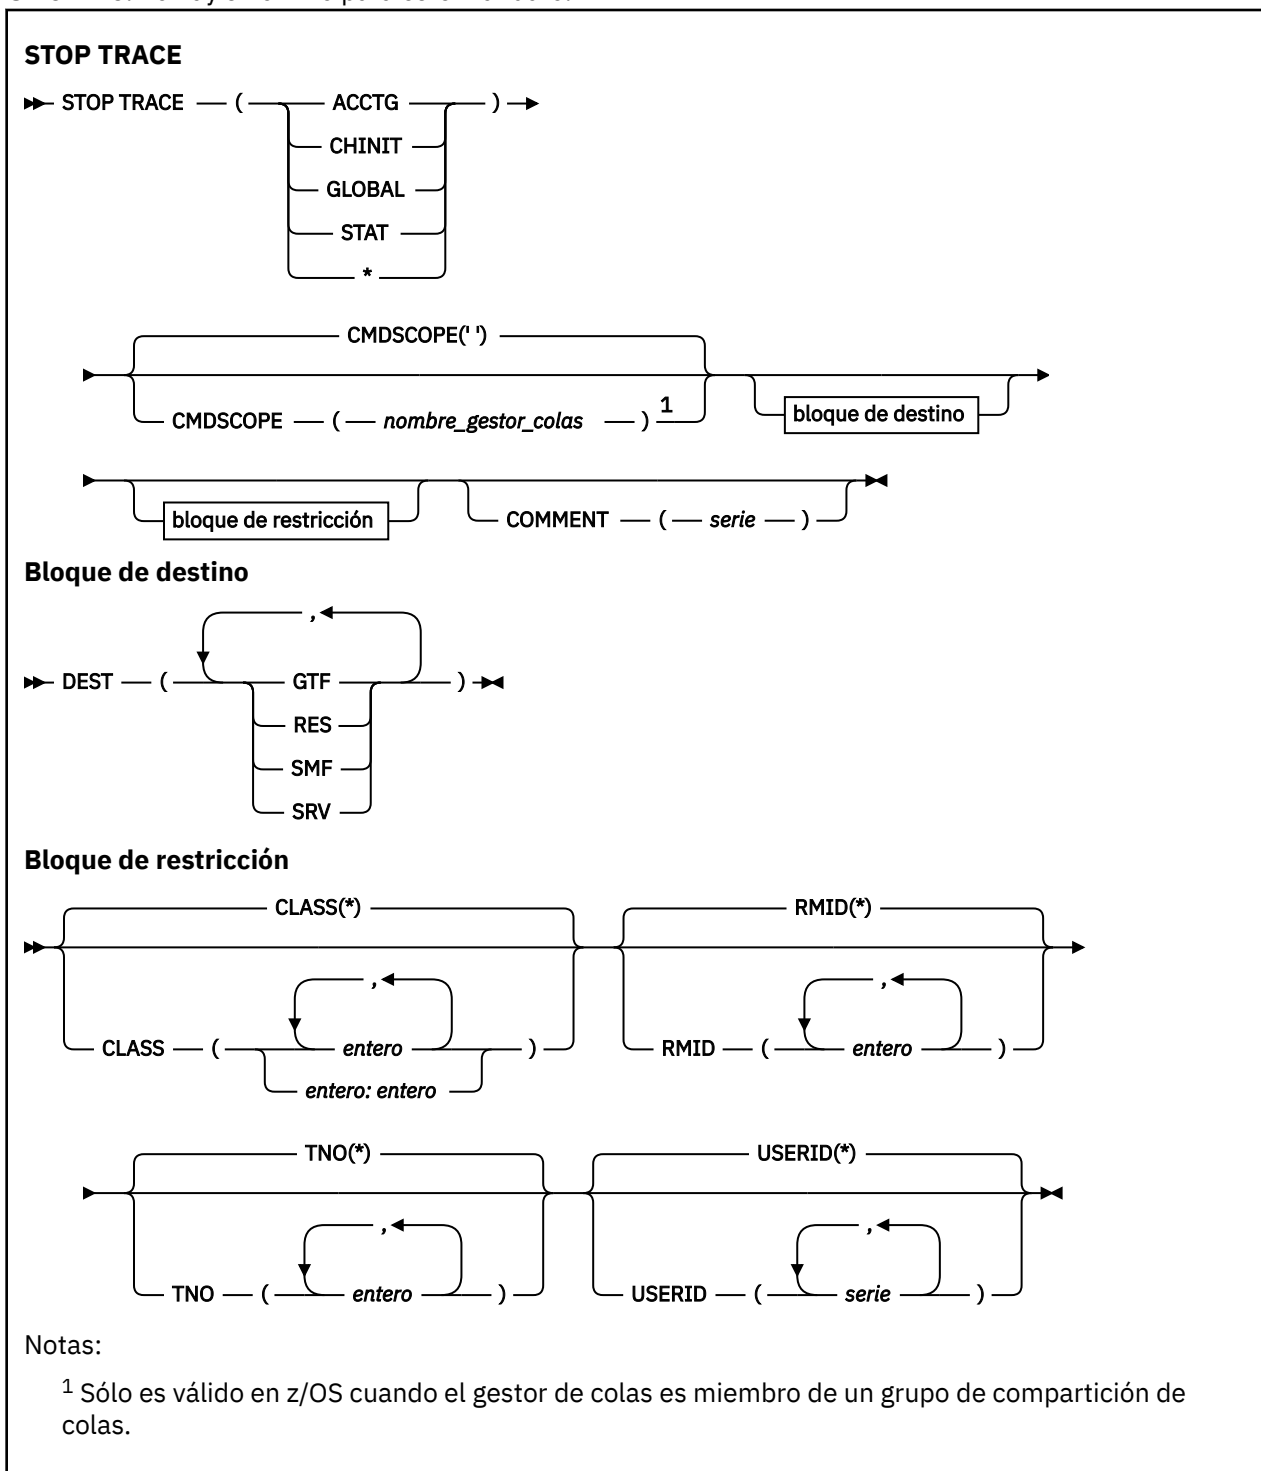 STOP TRACE
STOP TRACE ( ACCTG )
CHINIT
GLOBAL
STAT
*
CMDSCOPE(' ')
CMDSCOPE ( nombre_gestor_colas ) 1
bloque de destino
bloque de restricción
COMMENT ( serie )
Bloque de destino
,
DEST ( GTF )
RES
SMF
SRV
Bloque de restricción
CLASS(*)
RMID(*)
,
,
CLASS ( entero )
RMID ( entero )
entero: entero
TNO(*)
USERID(*)
,
,
TNO ( entero )
USERID ( serie )
Notas:
1 Sólo es válido en z/OS cuando el gestor de colas es miembro de un grupo de compartición de
colas.